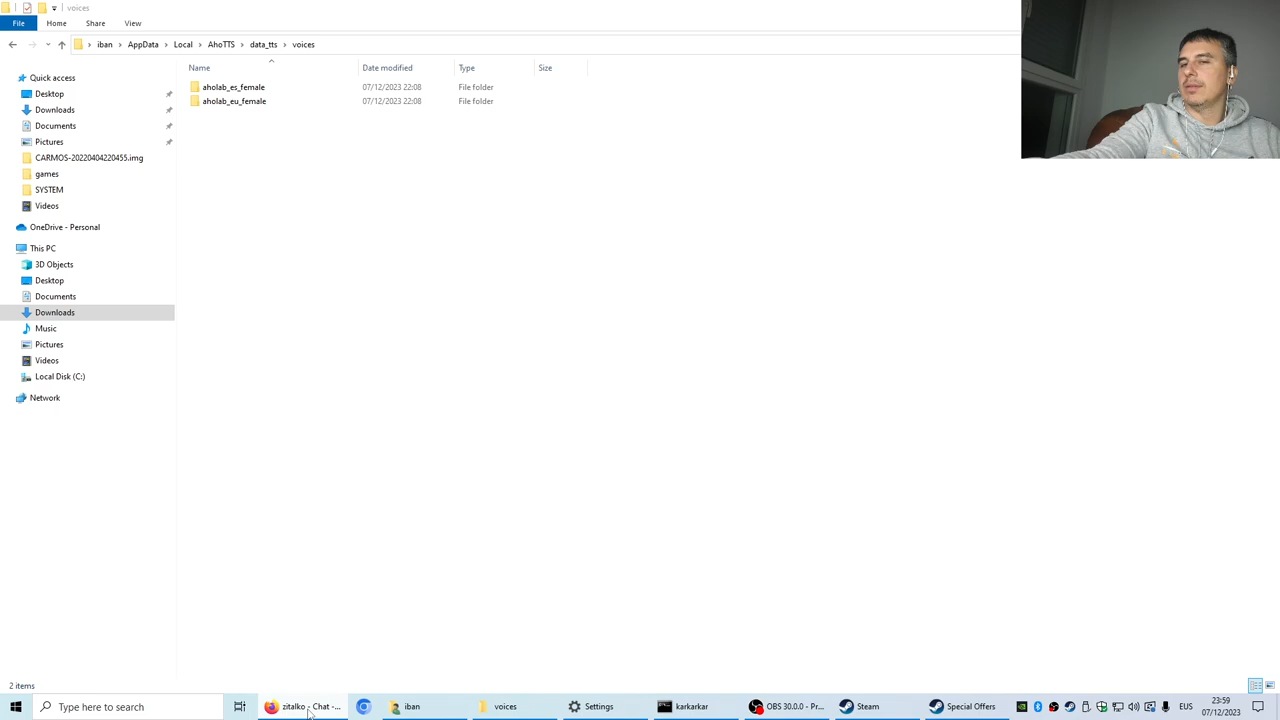 voices
File
Home
Share
View
iban
AppData
Local
AhoTTS
data_tts
voices
Name
Date modified
Type
Size
Quick access
Desktop
Downloads
Documents
Pictures
CARMOS-20220404220455.img
games
SYSTEM
Videos
OneDrive - Personal
This PC
3D Objects
Desktop
Documents
Downloads
Music
Pictures
Videos
Local Disk (C:)
Network
aholab_es_female 07/12/2023 22:08 File folder
aholab_eu_female 07/12/2023 22:08 File folder
2 items
Type here to search
zitalko - Chat -...
iban
voices
Settings
karkarkar
OBS 30.0.0 - Pr...
Steam
Special Offers
EUS
23:59
07/12/2023